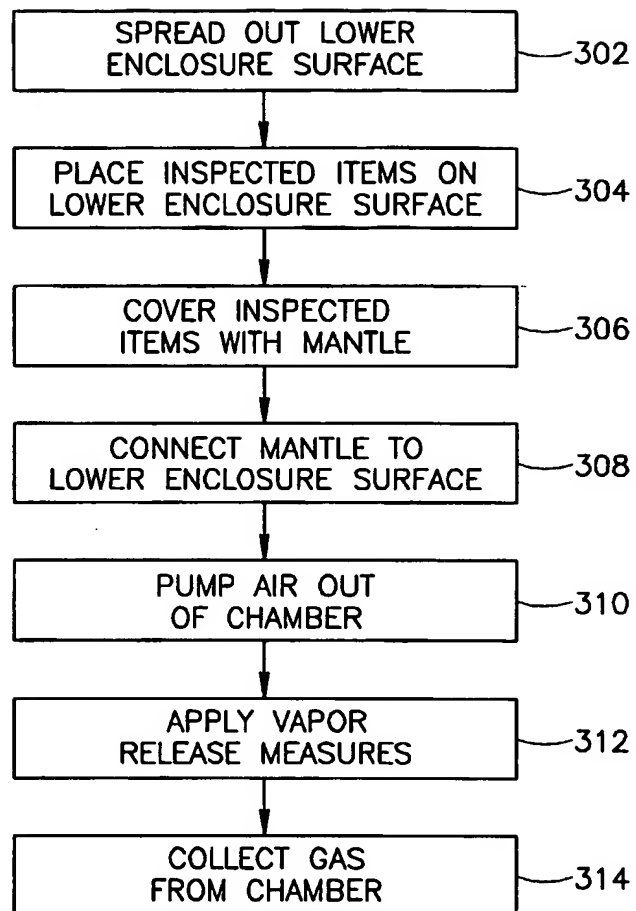 SPREAD OUT LOWER
ENCLOSURE SURFACE
302
PLACE INSPECTED ITEMS ON
LOWER ENCLOSURE SURFACE
304
COVER INSPECTED
ITEMS WITH MANTLE
306
CONNECT MANTLE TO
LOWER ENCLOSURE SURFACE
308
PUMP AIR OUT
OF CHAMBER
310
APPLY VAPOR
RELEASE MEASURES
312
COLLECT GAS
FROM CHAMBER
314